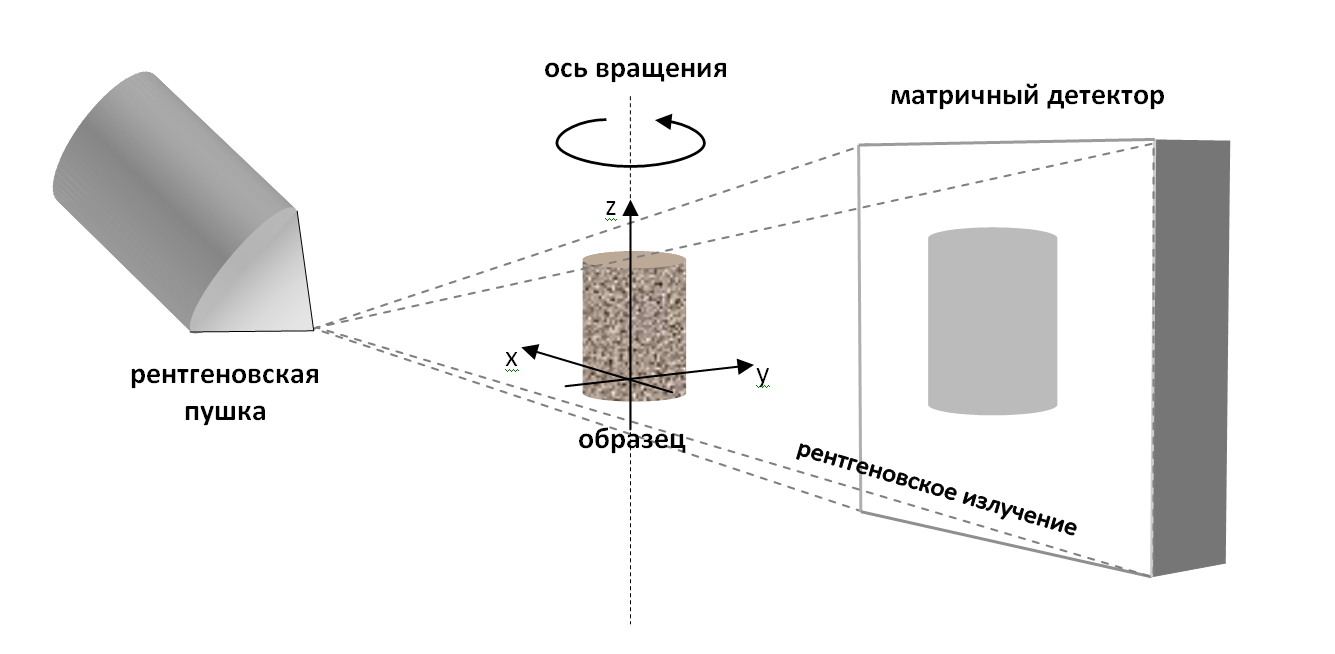 ось вращения
матричный детектор
z
x
y
рентгеновская
пушка
образец
рентгеновское излучение